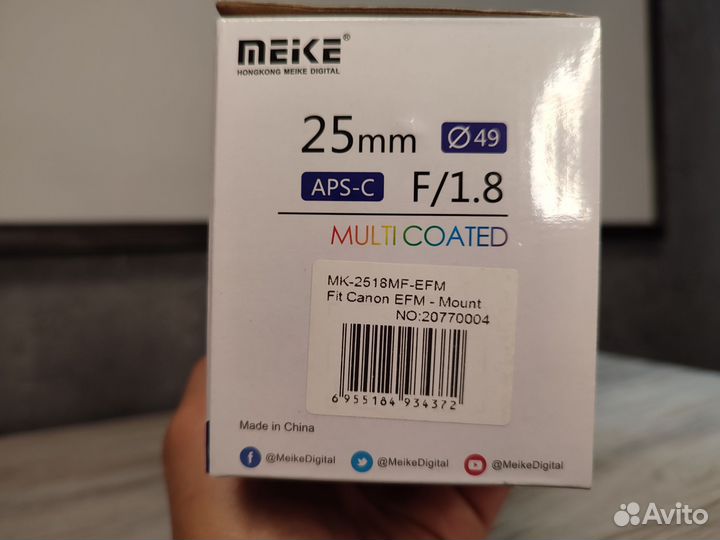 MEIKE®
HONGKONG MEIKE DIGITAL
25mm Ø49
APS-C F/1.8
MULTI COATED
MK-2518MF-EFM
Fit Canon EFM - Mount
NO:20770004
6 955184 934372
Made in China
@MeikeDigital @MeikeDigital @MeikeDigital
Avito